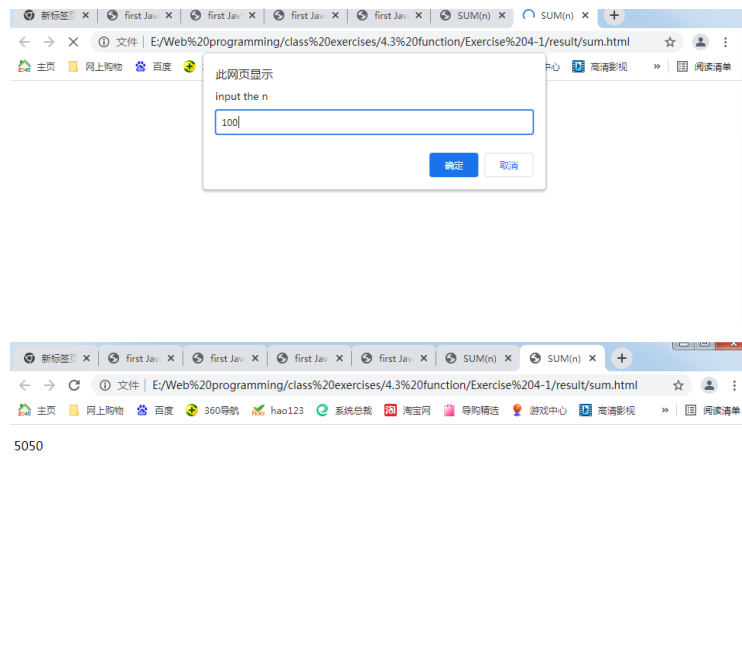 新标签页 first Jav SUM(n) SUM(n)
first Jav first Jav first Jav
文件 E:/Web%20programming/class%20exercises/4.3%20function/Exercise%204-1/result/sum.html
主页 网上购物 百度 高清影视 » 阅读清单
此网页显示
input the n
100
确定 取消
新标签页 first Jav first Jav first Jav first Jav SUM(n) SUM(n)
文件 E:/Web%20programming/class%20exercises/4.3%20function/Exercise%204-1/result/sum.html
主页 网上购物 百度 360导航 hao123 系统总裁 淘宝网 导购精选 游戏中心 高清影视 » 阅读清单
5050